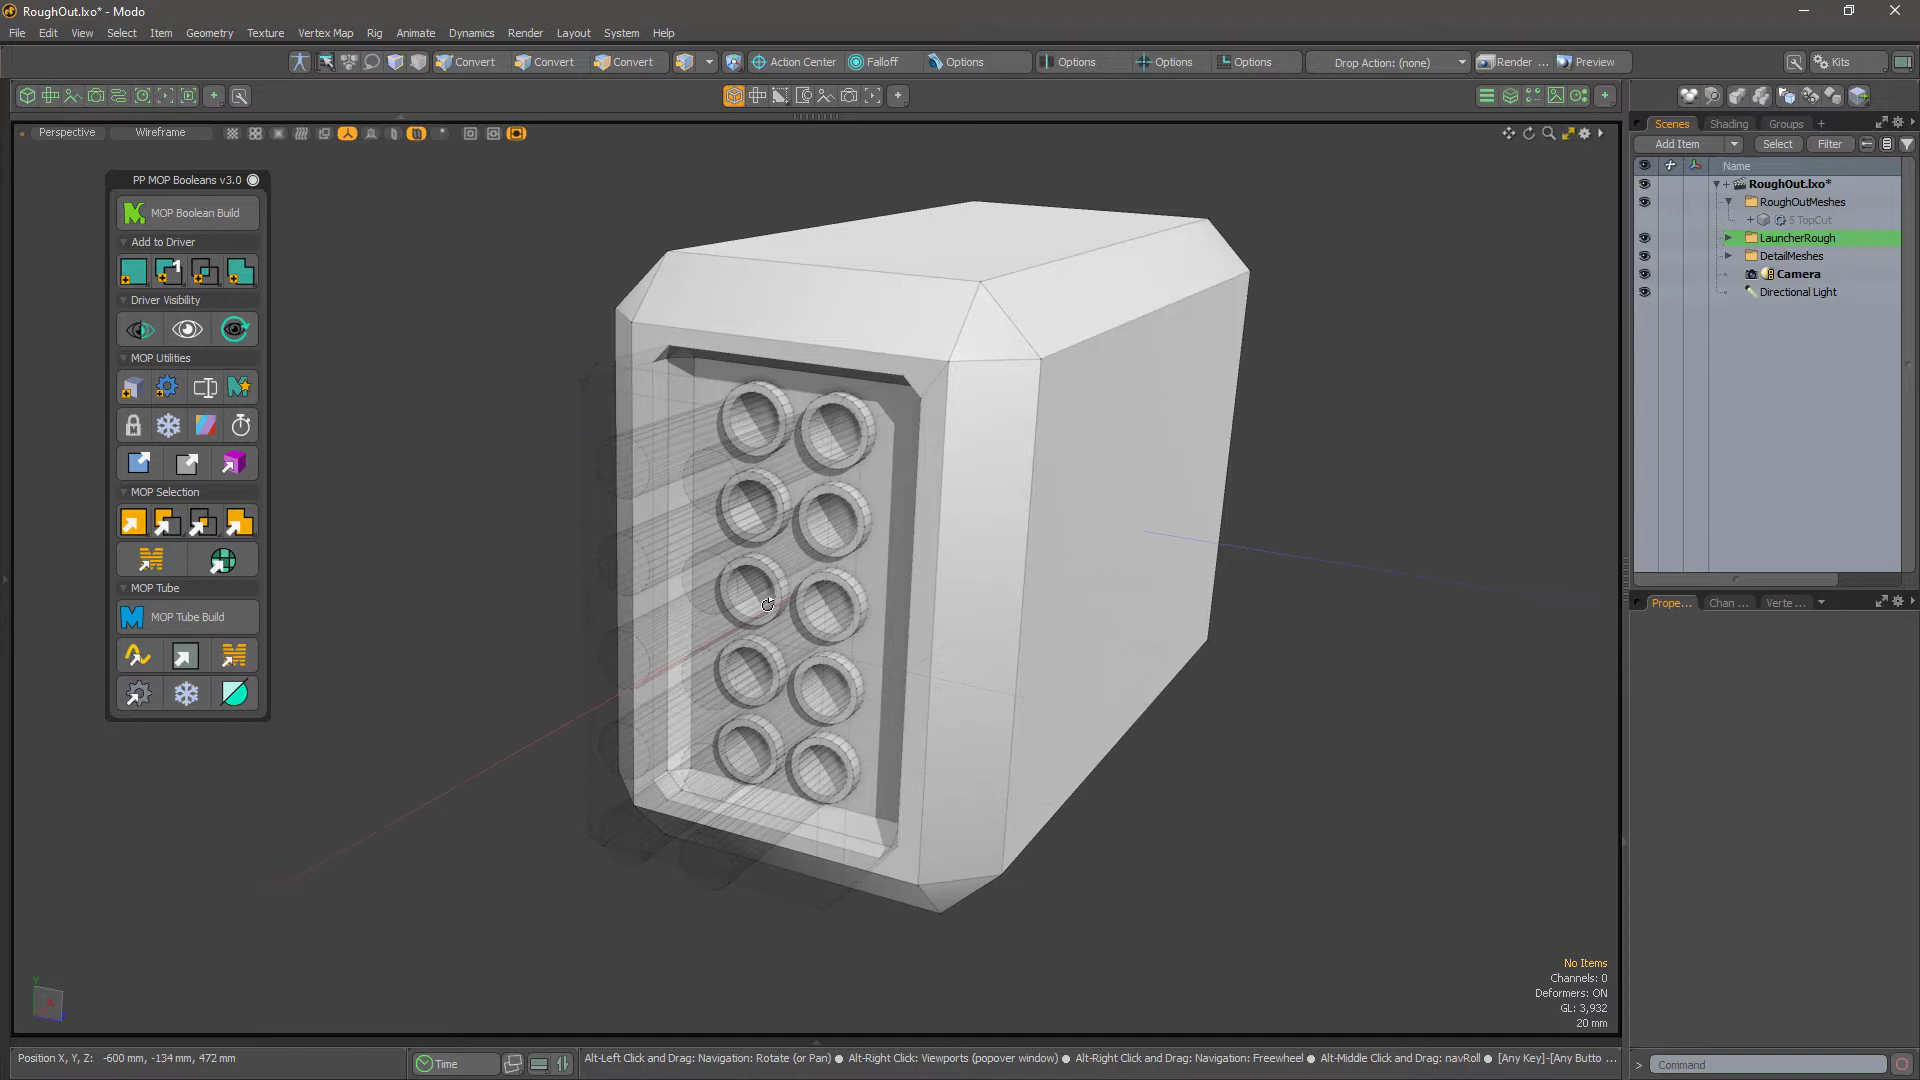 RoughOut.lxo* - Modo
File Edit View Select Item Geometry Texture Vertex Map Rig Animate Dynamics Render Layout System Help
Convert Convert Convert Action Center Falloff Options Options Options Options Drop Action: (none) Render ... Preview Kits
Perspective Wireframe
Scenes Shading Groups +
Add Item Select Filter
Name
RoughOut.lxo*
RoughOutMeshes
5 TopCut
LauncherRough
DetailMeshes
Camera
Directional Light
PP MOP Booleans v3.0
MOP Boolean Build
Add to Driver
1
Driver Visibility
MOP Utilities
MOP Selection
MOP Tube
MOP Tube Build
Prope... Chan ... Verte ...
No Items
Channels: 0
Deformers: ON
GL: 3,932
20 mm
Y
X
Z
Position X, Y, Z: -600 mm, -134 mm, 472 mm
Time
Alt-Left Click and Drag: Navigation: Rotate (or Pan) ● Alt-Right Click: Viewports (popover window) ● Alt-Right Click and Drag: Navigation: Freewheel ● Alt-Middle Click and Drag: navRoll ● [Any Key]-[Any Butto ...
> Command